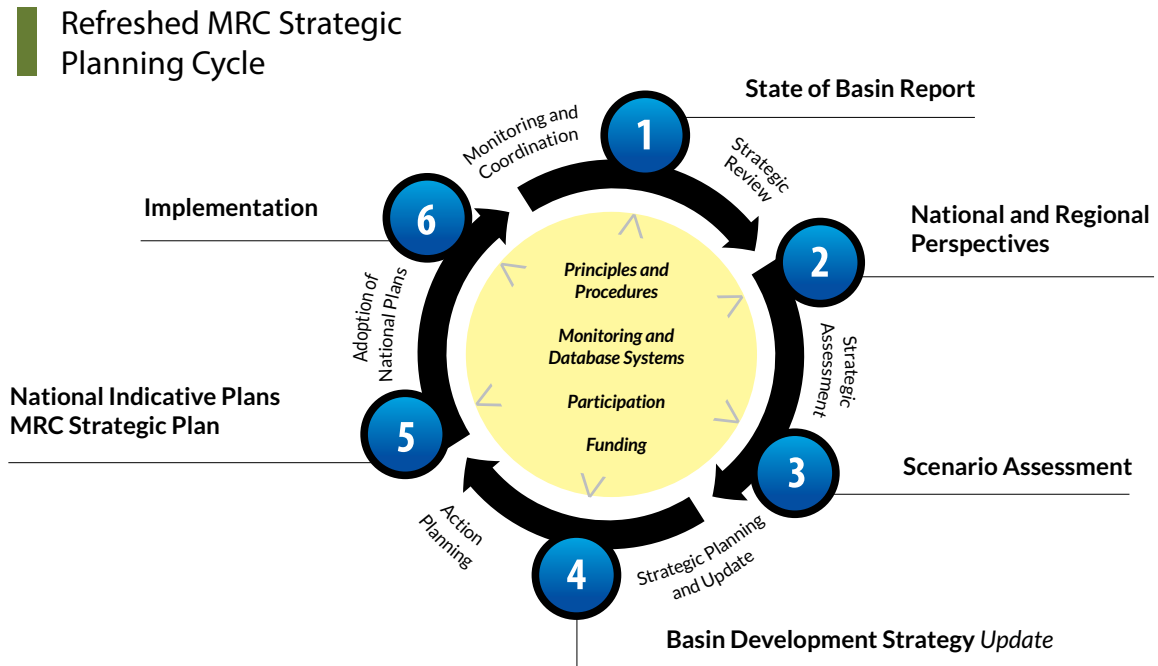 Refreshed MRC Strategic
Planning Cycle
1
State of Basin Report
Strategic
Review
2
National and Regional
Perspectives
Strategic
Assessment
3
Scenario Assessment
Strategic Planning
and Update
4
Basin Development Strategy Update
Action
Planning
5
National Indicative Plans
MRC Strategic Plan
Adoption of
National Plans
6
Implementation
Monitoring and
Coordination
Principles and
Procedures
Monitoring and
Database Systems
Participation
Funding